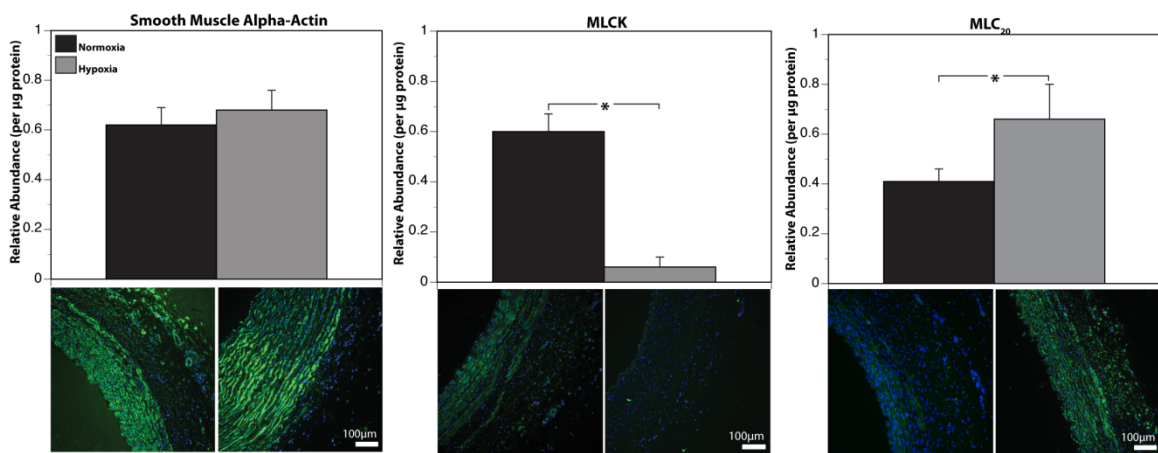 Smooth Muscle Alpha-Actin
Relative Abundance (per µg protein)
1
0.8
0.6
0.4
0.2
0
Normoxia
Hypoxia
100µm
MLCK
Relative Abundance (per µg protein)
1
0.8
0.6
0.4
0.2
0
*
100µm
MLC20
Relative Abundance (per µg protein)
1
0.8
0.6
0.4
0.2
0
*
100µm